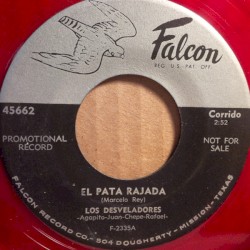 Falcon
REG. U.S. PAT. OFF.
45662
Corrido
2:52
PROMOTIONAL
RECORD
NOT FOR
SALE
EL PATA RAJADA
(Marcelo Rey)
LOS DESVELADORES
-Agapito-Juan-Chepe-Rafael-
F-2335A
FALCON RECORD CO.-504 DOUGHERTY-MISSION, TEXAS